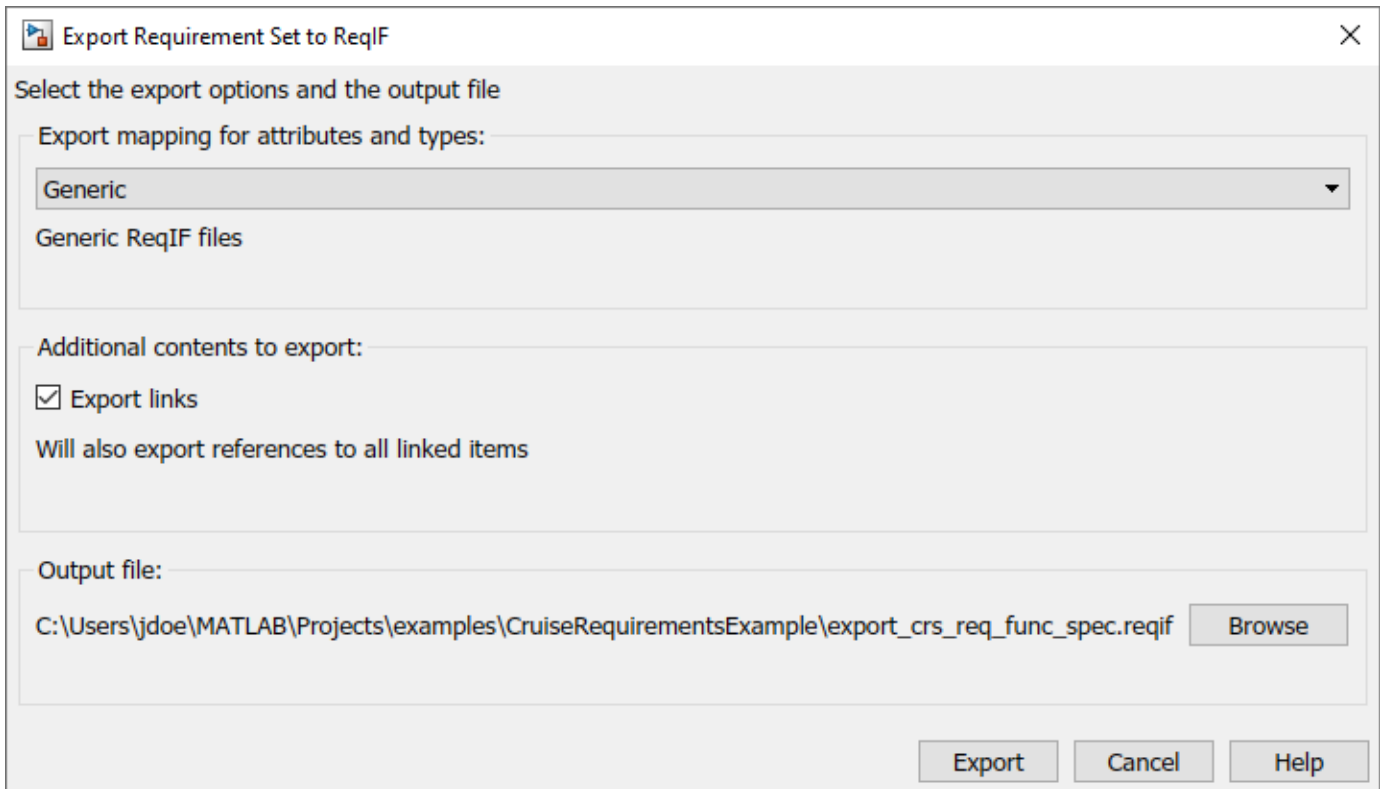 Export Requirement Set to ReqIF
Select the export options and the output file
Export mapping for attributes and types:
Generic
Generic ReqIF files
Additional contents to export:
Export links
Will also export references to all linked items
Output file:
C:\Users\jdoe\MATLAB\Projects\examples\CruiseRequirementsExample\export_crs_req_func_spec.reqif Browse
Export Cancel Help